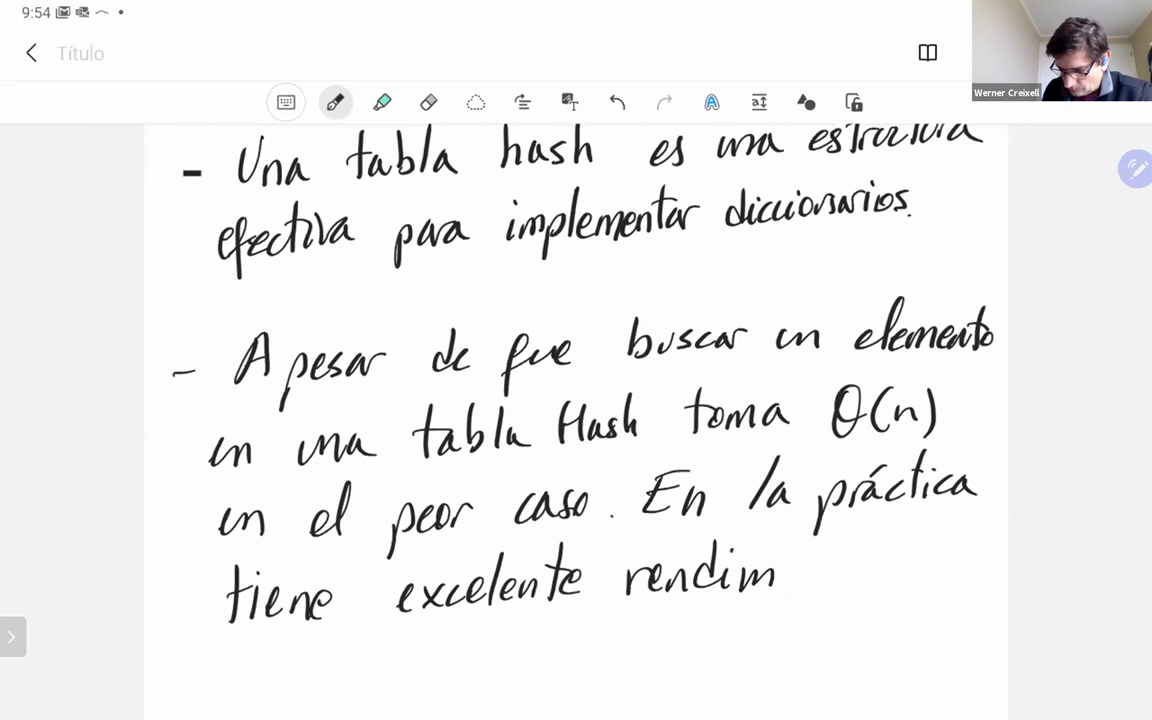 9:54
Título
Werner Creixell
- Una tabla hash es una estructura
efectiva para implementar diccionarios.
- A pesar de que buscar un elemento
en una tabla Hash toma Θ(n)
en el peor caso. En la práctica
tiene excelente rendim